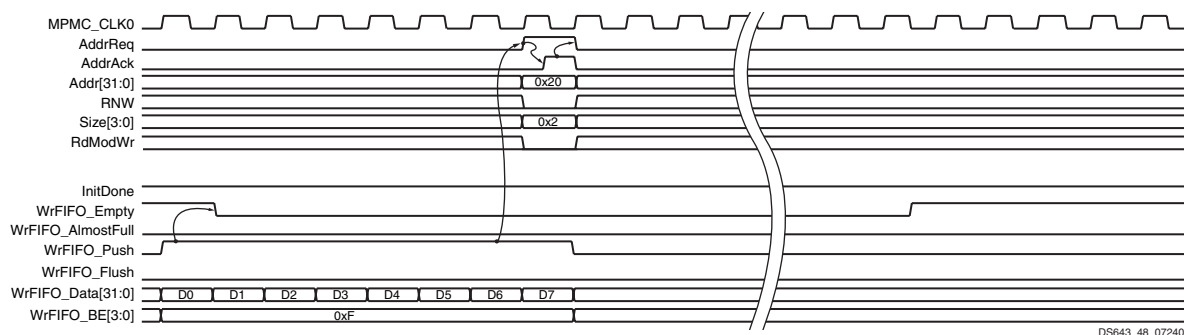 MPMC_CLK0
AddrReq
AddrAck
Addr[31:0] 0x20
RNW
Size[3:0] 0x2
RdModWr
InitDone
WrFIFO_Empty
WrFIFO_AlmostFull
WrFIFO_Push
WrFIFO_Flush
WrFIFO_Data[31:0] D0 D1 D2 D3 D4 D5 D6 D7
WrFIFO_BE[3:0] 0xF
DS643_48_07240